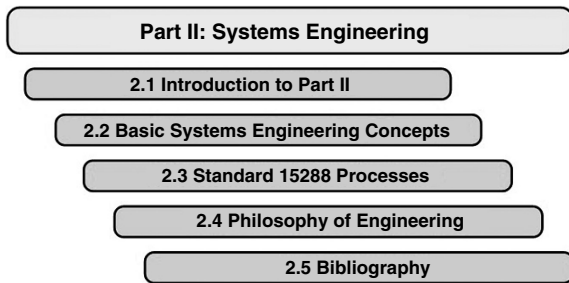 Part II: Systems Engineering
2.1 Introduction to Part II
2.2 Basic Systems Engineering Concepts
2.3 Standard 15288 Processes
2.4 Philosophy of Engineering
2.5 Bibliography